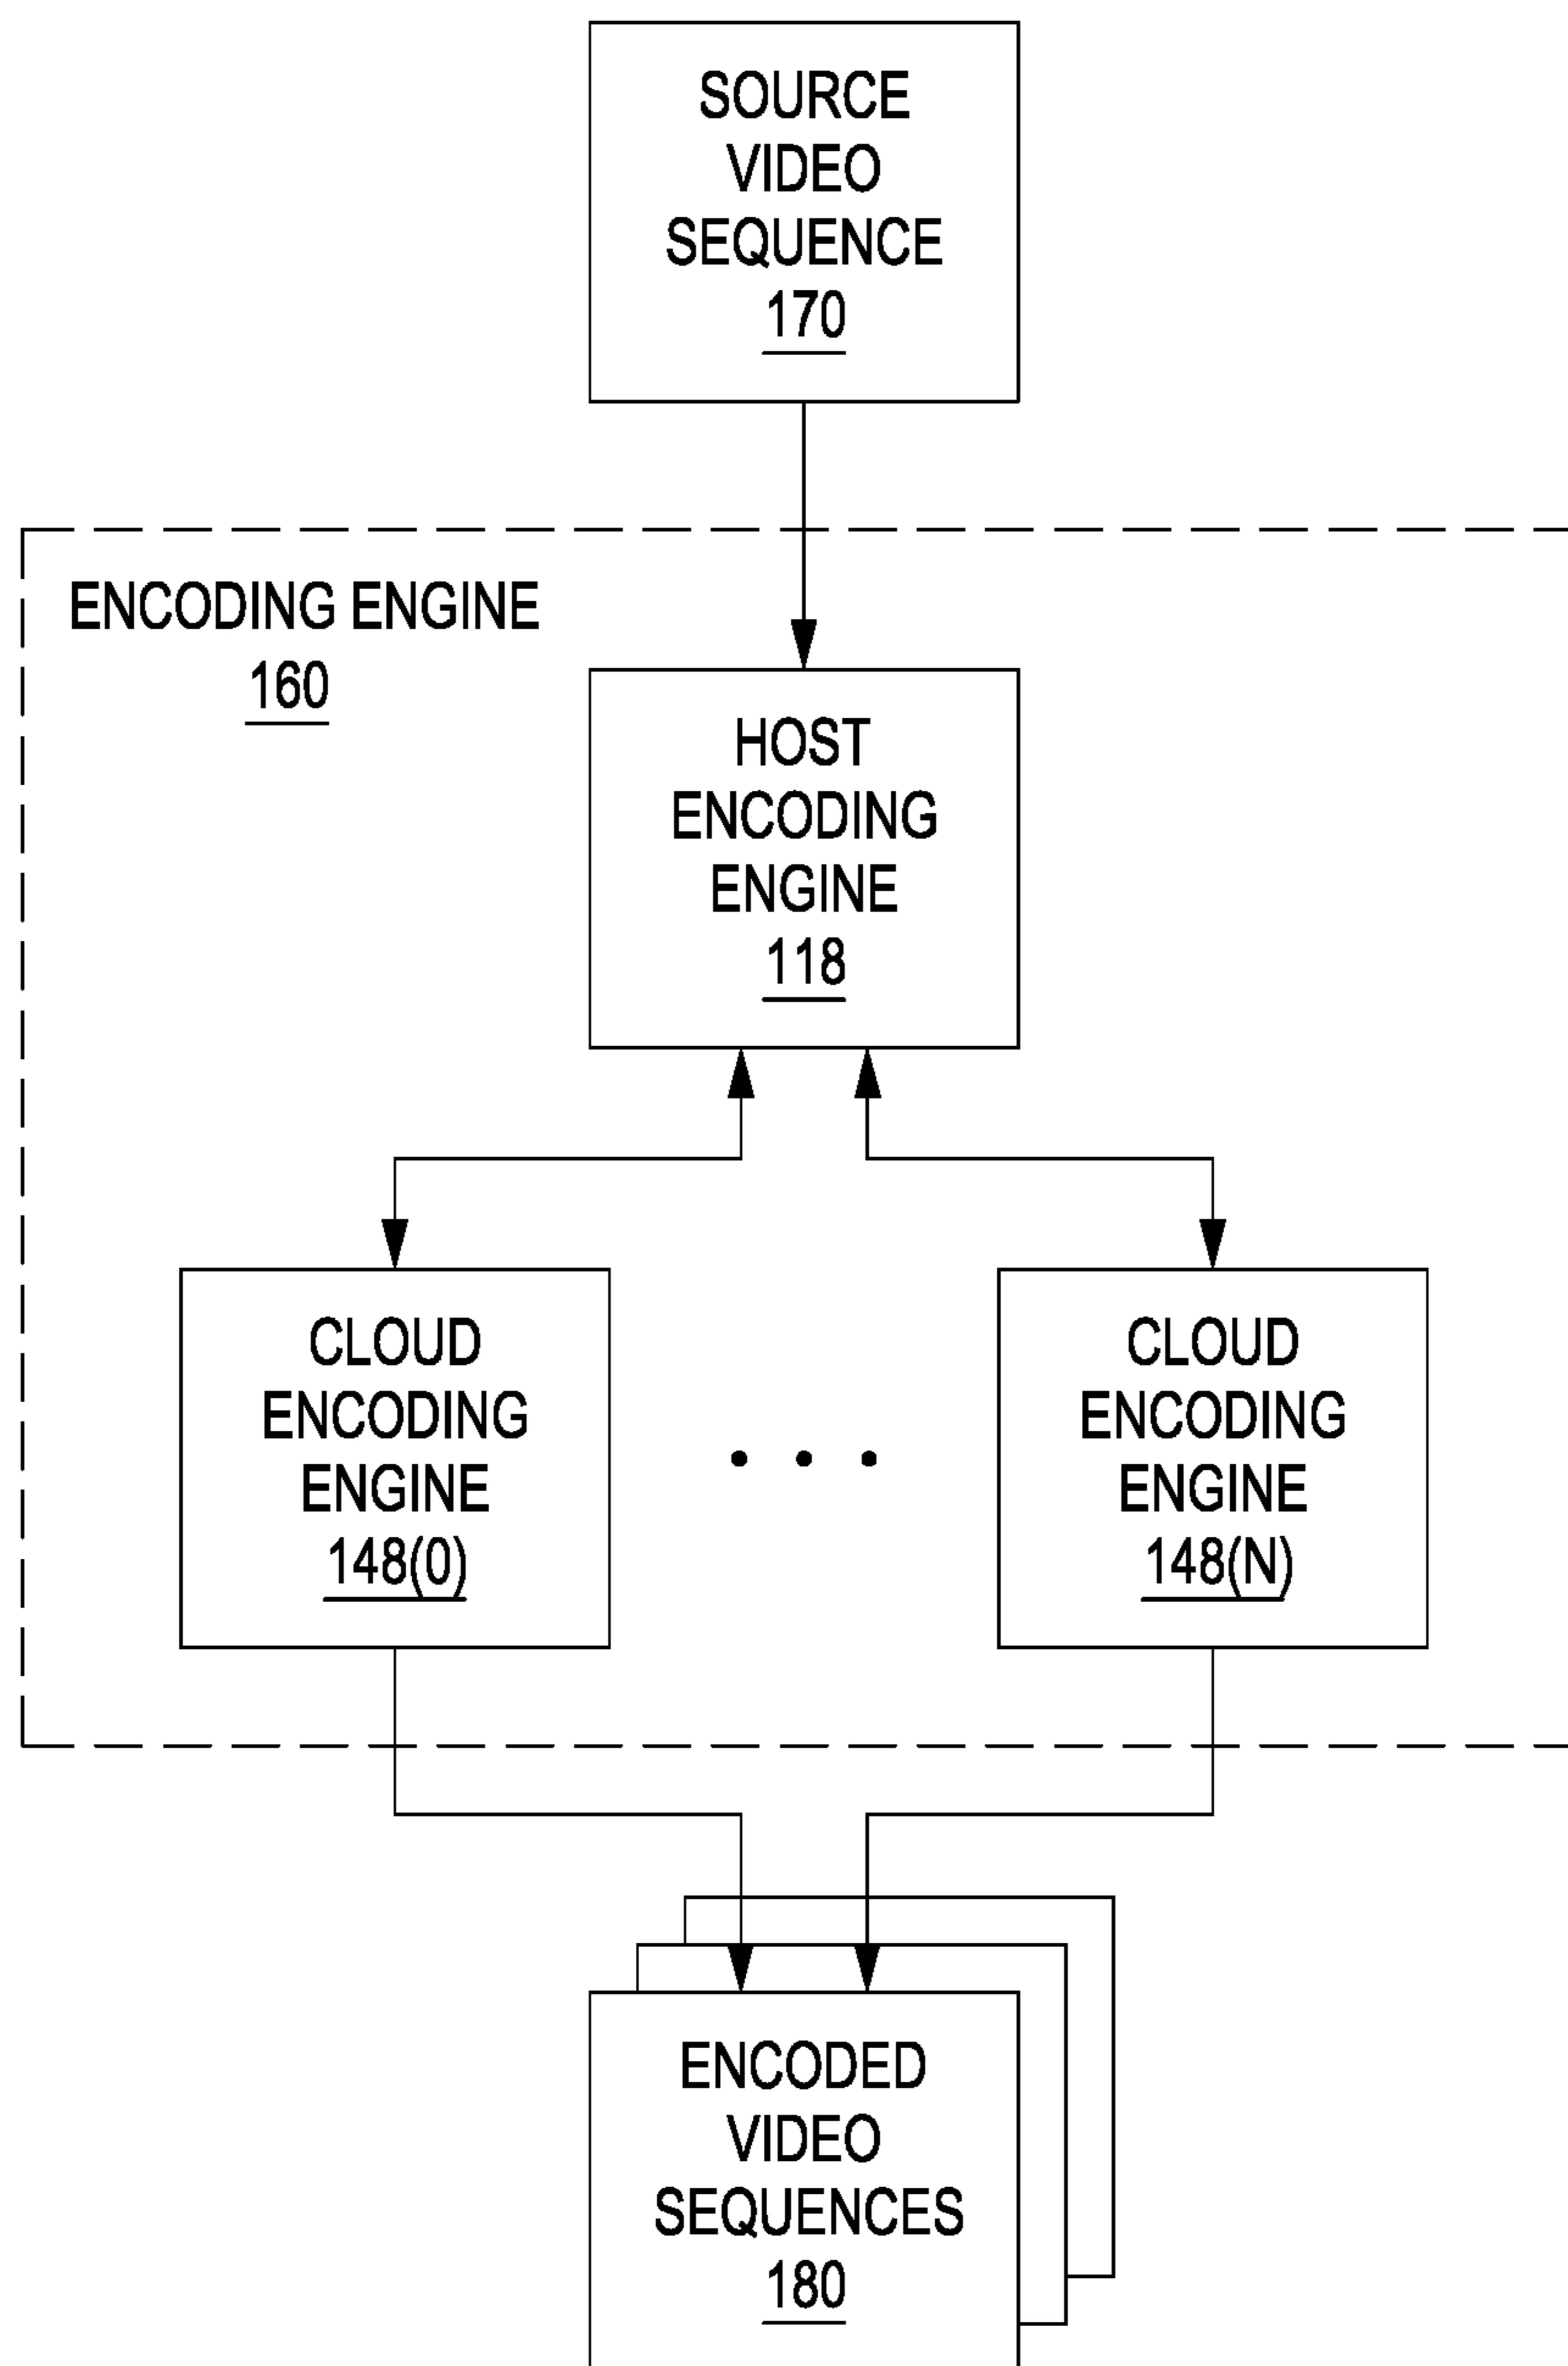 SOURCE
VIDEO
SEQUENCE
170
ENCODING ENGINE
160
HOST
ENCODING
ENGINE
118
CLOUD
ENCODING
ENGINE
148(0)
. . .
CLOUD
ENCODING
ENGINE
148(N)
ENCODED
VIDEO
SEQUENCES
180